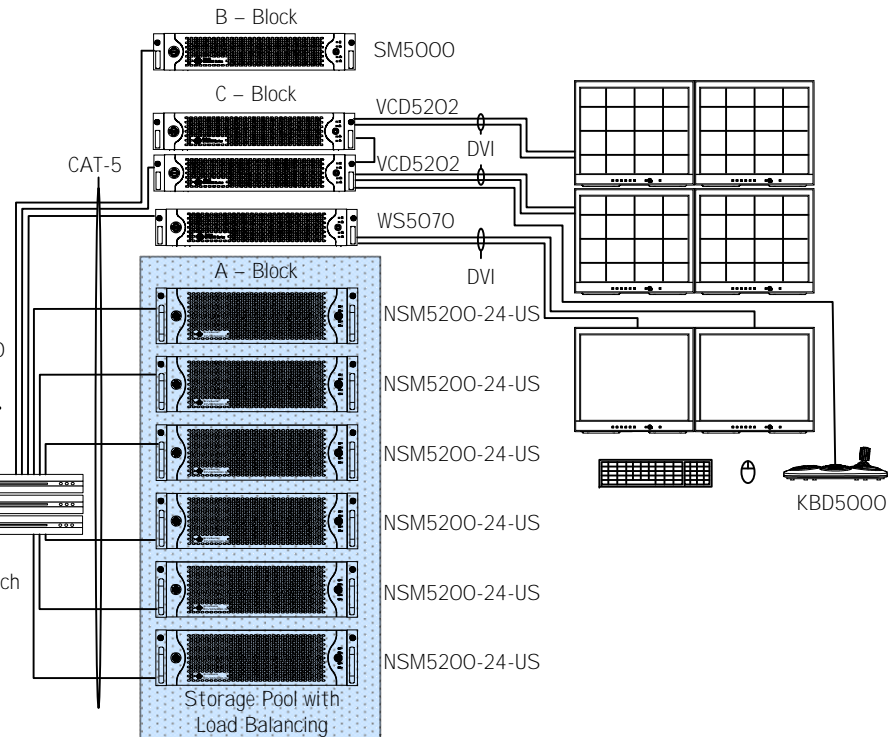 B – Block
SM5000
C – Block
VCD5202
DVI
CAT-5
VCD5202
WS5070
DVI
A – Block
NSM5200-24-US
NSM5200-24-US
NSM5200-24-US
NSM5200-24-US
NSM5200-24-US
NSM5200-24-US
KBD5000
ch
Storage Pool with
Load Balancing